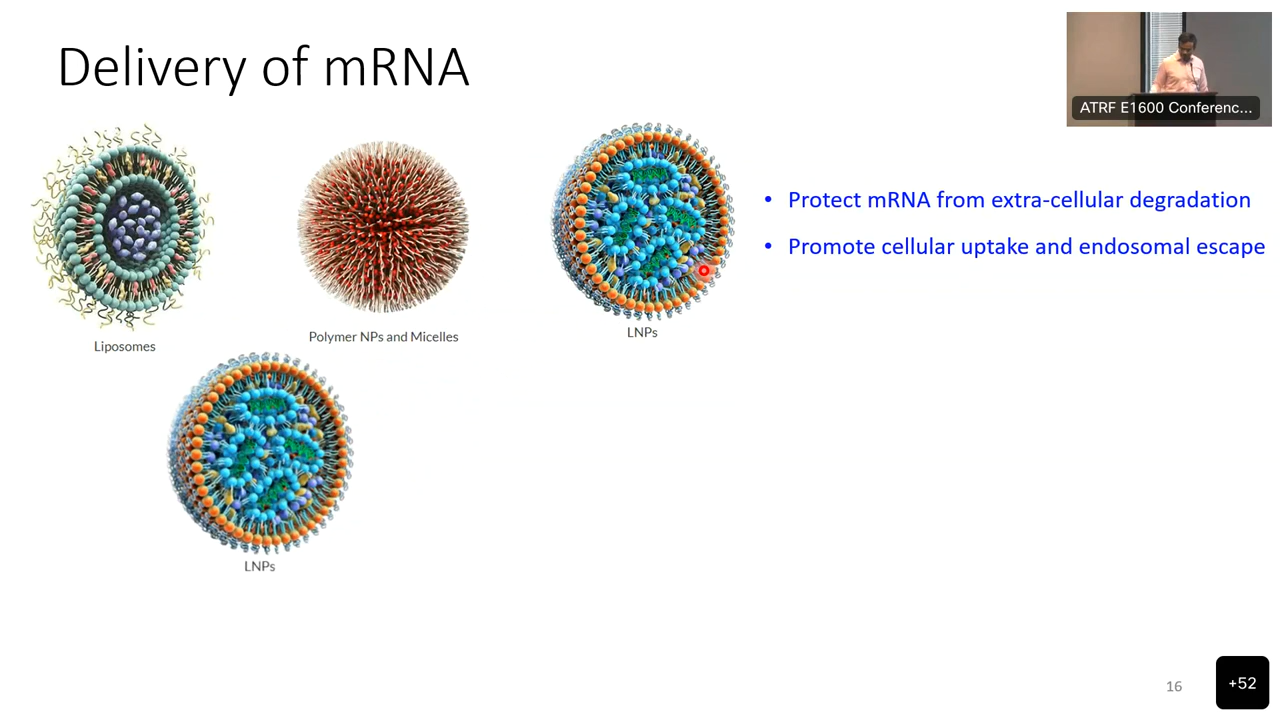 Delivery of mRNA
ATRF E1600 Conferenc...
• Protect mRNA from extra-cellular degradation
• Promote cellular uptake and endosomal escape
Liposomes
Polymer NPs and Micelles
LNPs
LNPs
16
+52